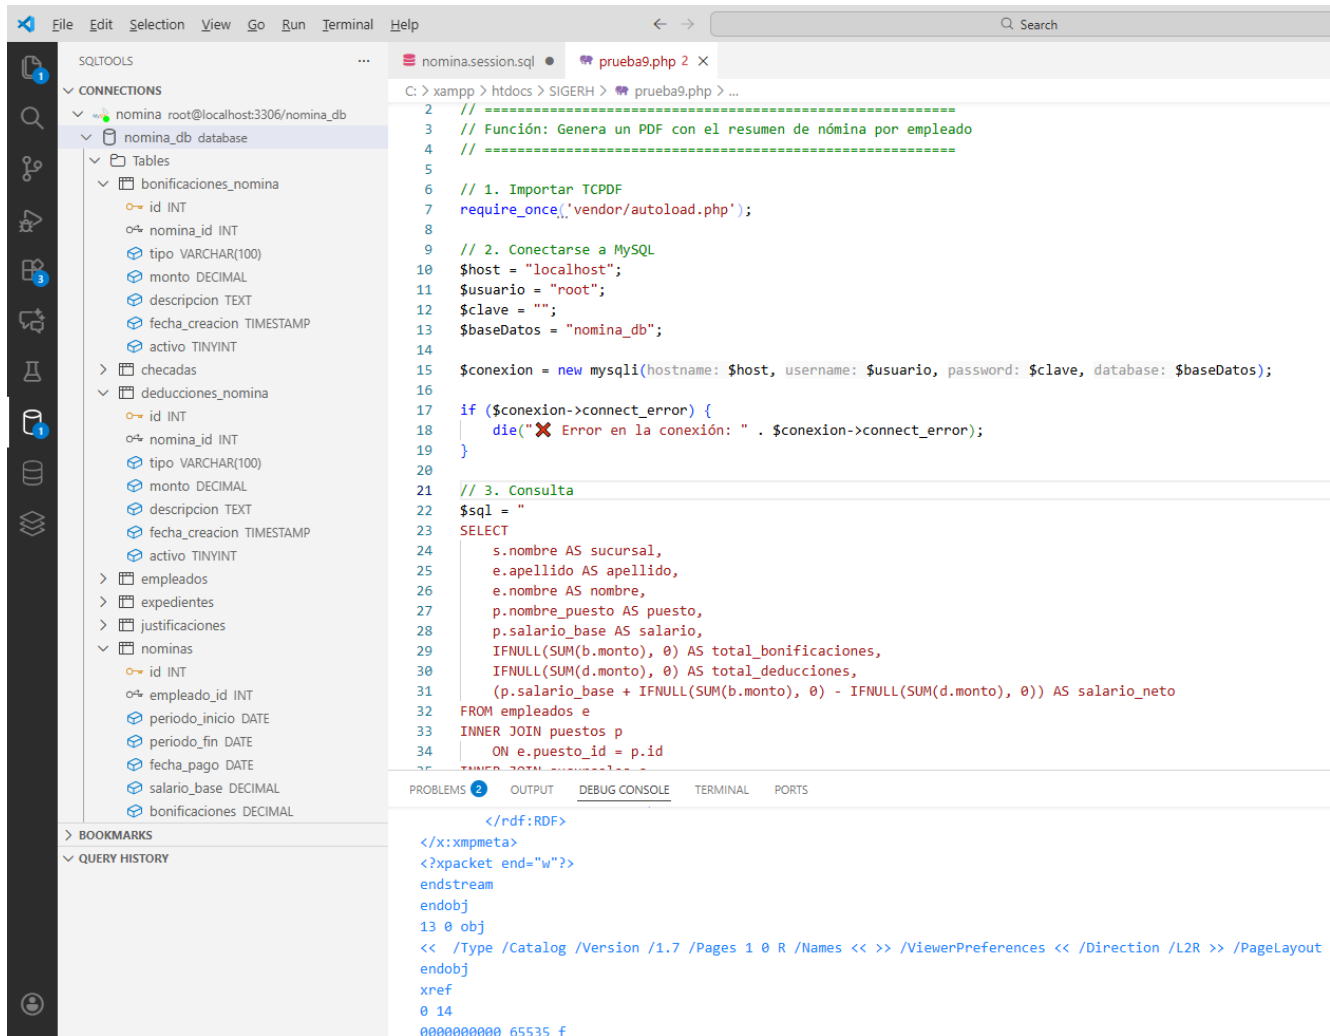 File Edit Selection View Go Run Terminal Help
Search
SQLTOOLS
CONNECTIONS
nomina root@localhost:3306/nomina_db
nomina_db database
Tables
bonificaciones_nomina
id INT
nomina_id INT
tipo VARCHAR(100)
monto DECIMAL
descripcion TEXT
fecha_creacion TIMESTAMP
activo TINYINT
checadas
deducciones_nomina
id INT
nomina_id INT
tipo VARCHAR(100)
monto DECIMAL
descripcion TEXT
fecha_creacion TIMESTAMP
activo TINYINT
empleados
expedientes
justificaciones
nominas
id INT
empleado_id INT
periodo_inicio DATE
periodo_fin DATE
fecha_pago DATE
salario_base DECIMAL
bonificaciones DECIMAL
BOOKMARKS
QUERY HISTORY
1
3
1
nomina.session.sql
prueba9.php 2
C: > xampp > htdocs > SIGERH > prueba9.php > ...
2 // ==========================================================
3 // Función: Genera un PDF con el resumen de nómina por empleado
4 // ==========================================================
5
6 // 1. Importar TCPDF
7 require_once('vendor/autoload.php');
8
9 // 2. Conectarse a MySQL
10 $host = "localhost";
11 $usuario = "root";
12 $clave = "";
13 $baseDatos = "nomina_db";
14
15 $conexion = new mysqli(hostname: $host, username: $usuario, password: $clave, database: $baseDatos);
16
17 if ($conexion->connect_error) {
18 die("❌ Error en la conexión: " . $conexion->connect_error);
19 }
20
21 // 3. Consulta
22 $sql = "
23 SELECT
24 s.nombre AS sucursal,
25 e.apellido AS apellido,
26 e.nombre AS nombre,
27 p.nombre_puesto AS puesto,
28 p.salario_base AS salario,
29 IFNULL(SUM(b.monto), 0) AS total_bonificaciones,
30 IFNULL(SUM(d.monto), 0) AS total_deducciones,
31 (p.salario_base + IFNULL(SUM(b.monto), 0) - IFNULL(SUM(d.monto), 0)) AS salario_neto
32 FROM empleados e
33 INNER JOIN puestos p
34 ON e.puesto_id = p.id
PROBLEMS 2 OUTPUT DEBUG CONSOLE TERMINAL PORTS
</rdf:RDF>
</x:xmpmeta>
<?xpacket end="w"?>
endstream
endobj
13 0 obj
<< /Type /Catalog /Version /1.7 /Pages 1 0 R /Names << >> /ViewerPreferences << /Direction /L2R >> /PageLayout
endobj
xref
0 14
0000000000 65535 f